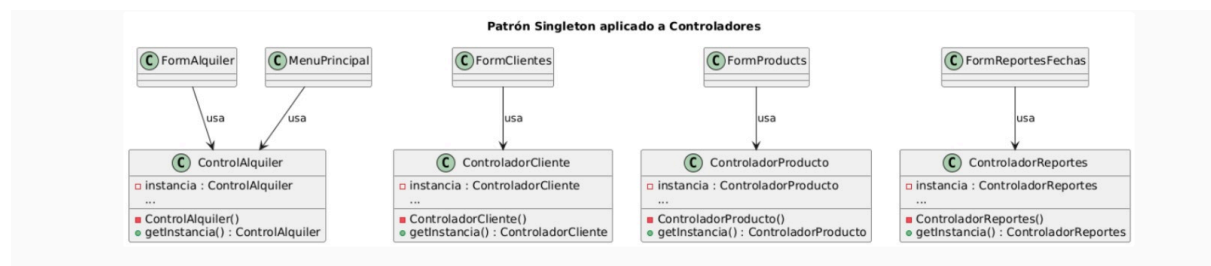 Patrón Singleton aplicado a Controladores
C FormAlquiler
C MenuPrincipal
C FormClientes
C FormProducts
C FormReportesFechas
usa
usa
usa
usa
usa
C ControlAlquiler
instancia : ControlAlquiler
...
ControlAlquiler()
getInstancia() : ControlAlquiler
C ControladorCliente
instancia : ControladorCliente
...
ControladorCliente()
getInstancia() : ControladorCliente
C ControladorProducto
instancia : ControladorProducto
...
ControladorProducto()
getInstancia() : ControladorProducto
C ControladorReportes
instancia : ControladorReportes
...
ControladorReportes()
getInstancia() : ControladorReportes